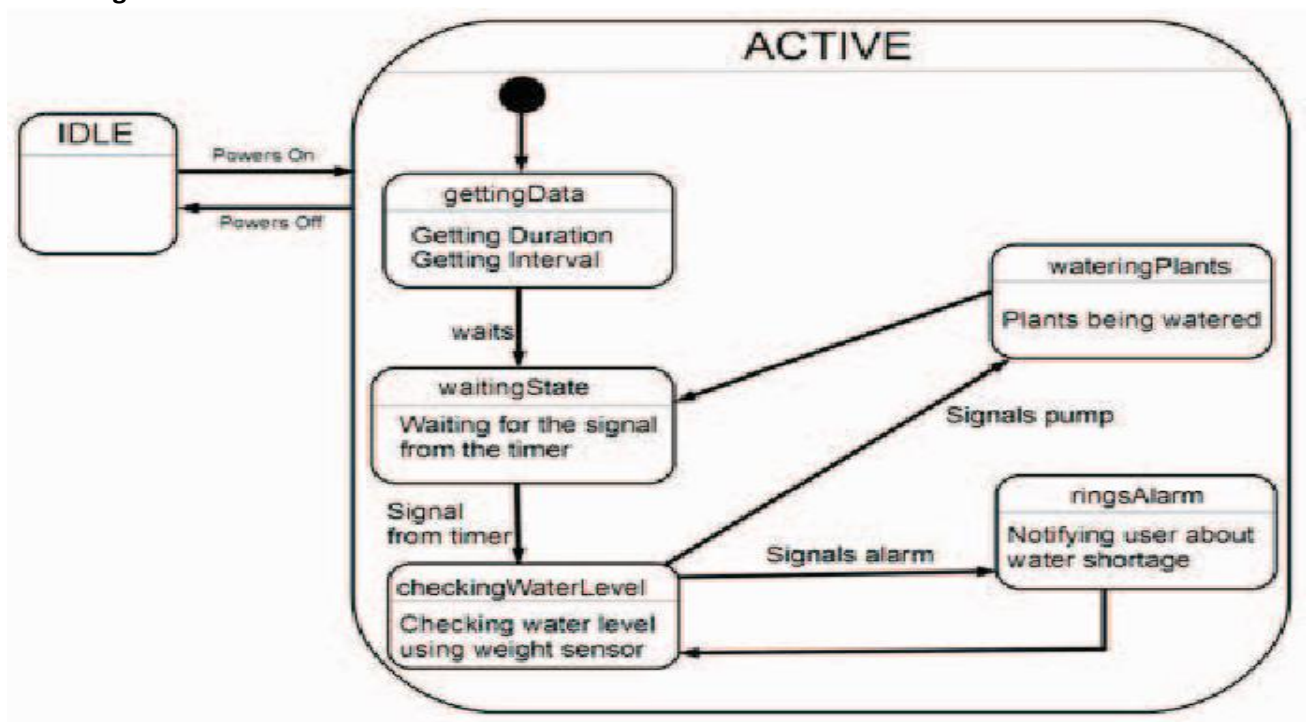 ACTIVE
IDLE
Powers On
Powers Off
gettingData
Getting Duration
Getting Interval
waits
wateringPlants
Plants being watered
waitingState
Waiting for the signal
from the timer
Signals pump
Signal
from timer
ringsAlarm
Notifying user about
water shortage
Signals alarm
checkingWaterLevel
Checking water level
using weight sensor